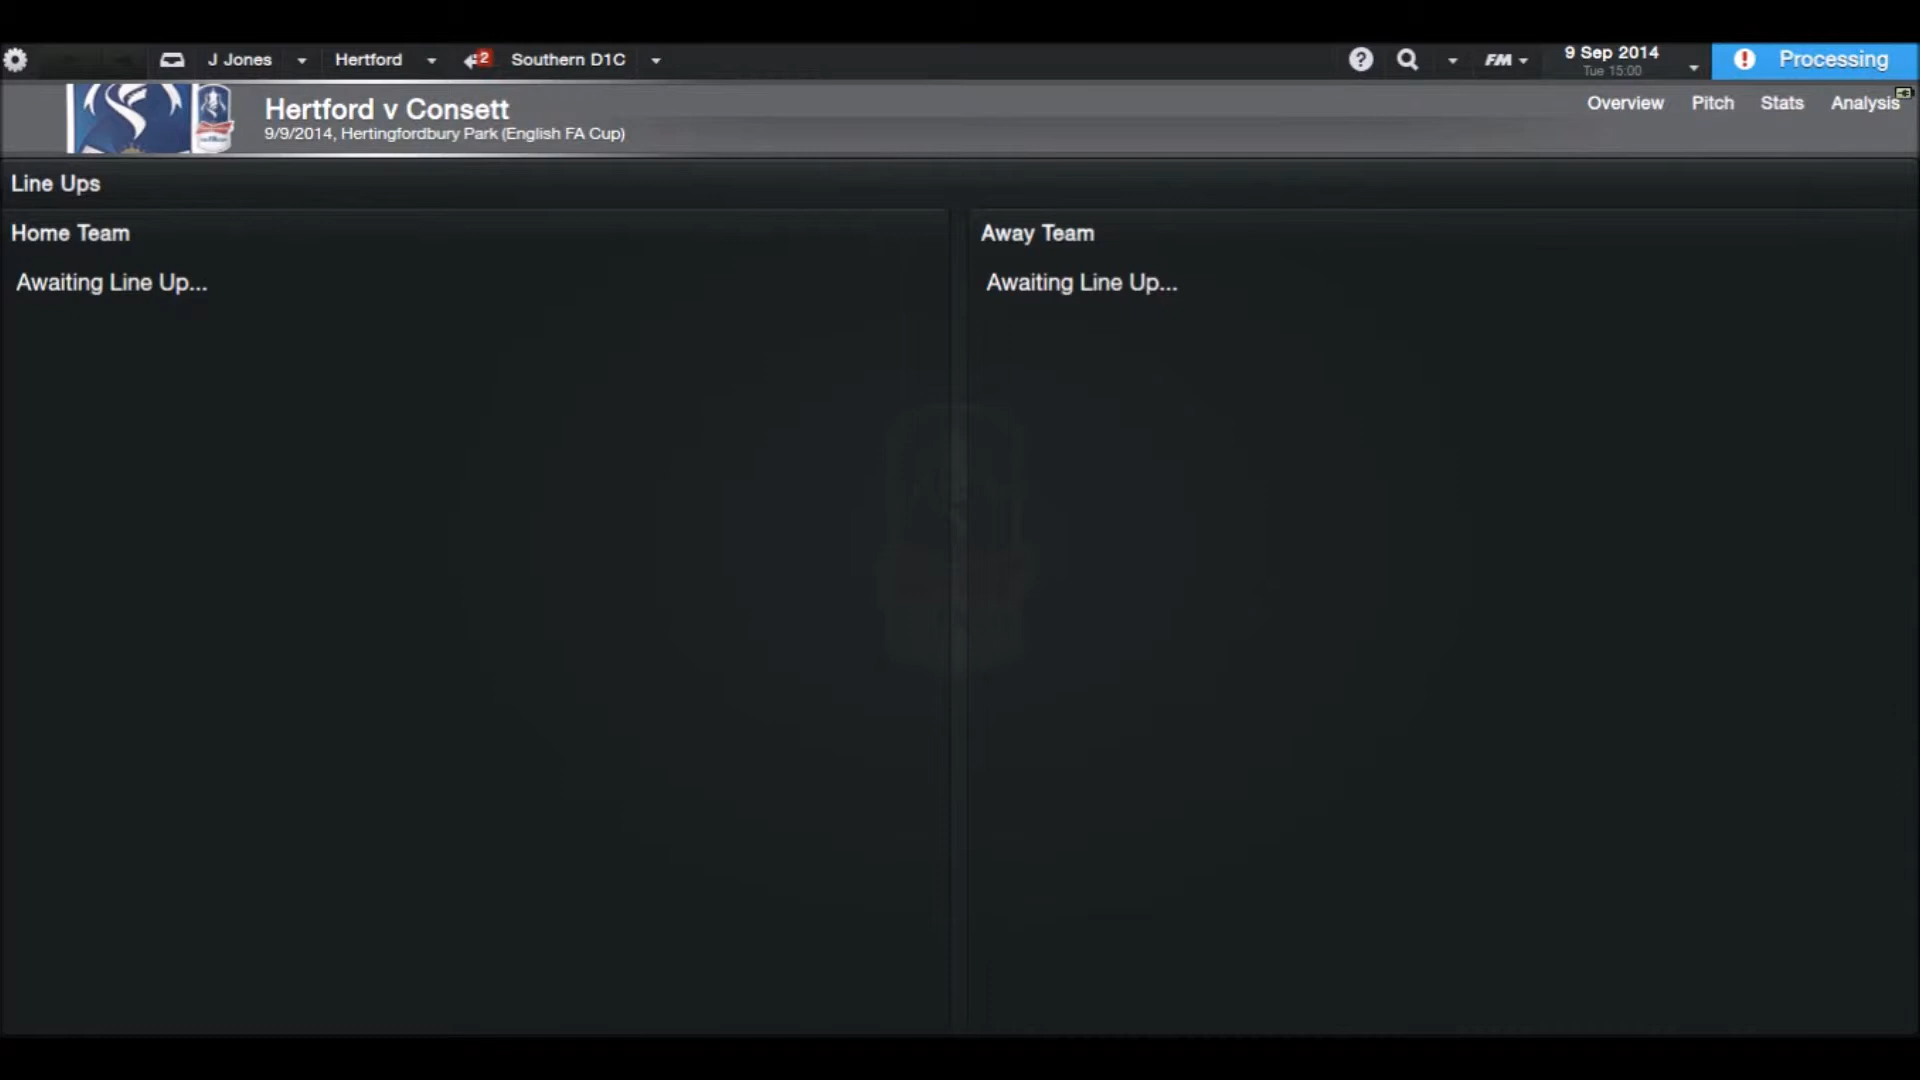 J Jones
Hertford
2
Southern D1C
?
FM
9 Sep 2014
Tue 15:00
! Processing
Hertford v Consett
9/9/2014, Hertingfordbury Park (English FA Cup)
Overview
Pitch
Stats
Analysis
Line Ups
Home Team
Away Team
Awaiting Line Up...
Awaiting Line Up...